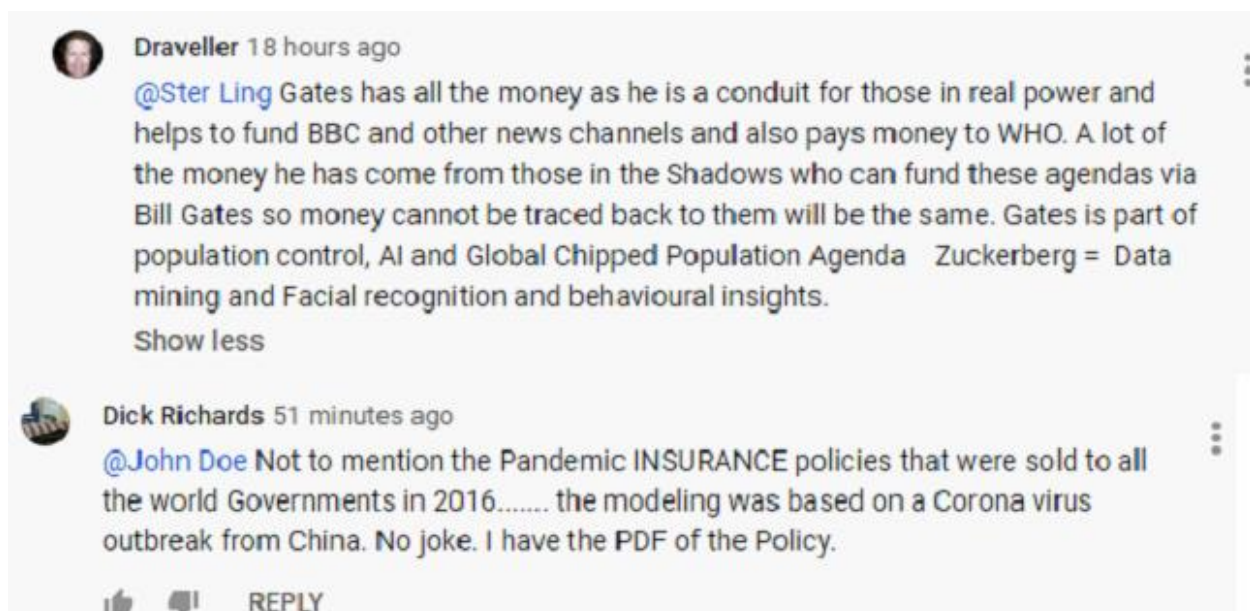 Draveller 18 hours ago
@Ster Ling Gates has all the money as he is a conduit for those in real power and
helps to fund BBC and other news channels and also pays money to WHO. A lot of
the money he has come from those in the Shadows who can fund these agendas via
Bill Gates so money cannot be traced back to them will be the same. Gates is part of
population control, AI and Global Chipped Population Agenda    Zuckerberg =  Data
mining and Facial recognition and behavioural insights.
Show less
Dick Richards 51 minutes ago
@John Doe Not to mention the Pandemic INSURANCE policies that were sold to all
the world Governments in 2016....... the modeling was based on a Corona virus
outbreak from China. No joke. I have the PDF of the Policy.
REPLY